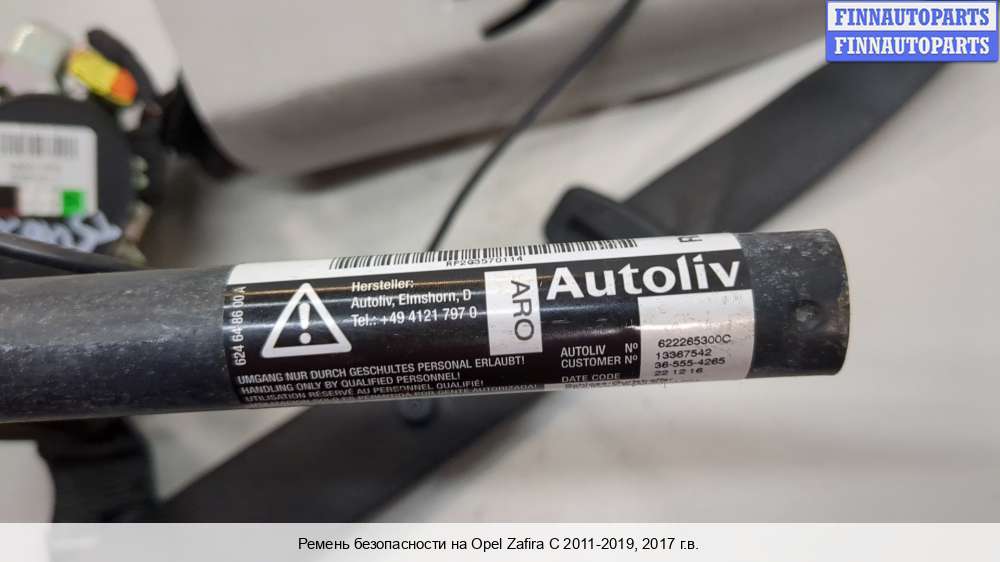 FINNAUTOPARTS
FINNAUTOPARTS
RP2G3570114
624 64 86 00 A
Hersteller:
Autoliv, Elmshorn, D
Tel.: +49 4121 797 0
ARO
Autoliv
UMGANG NUR DURCH GESCHULTES PERSONAL ERLAUBT!
HANDLING ONLY BY QUALIFIED PERSONNEL!
UTILISATION RÉSERVÉ AU PERSONNEL QUALIFIÉ!
AUTOLIV Nº 622265300C
CUSTOMER Nº 13367542
36-555-4265
DATE CODE 22 12 16
Ремень безопасности на Opel Zafira C 2011-2019, 2017 г.в.